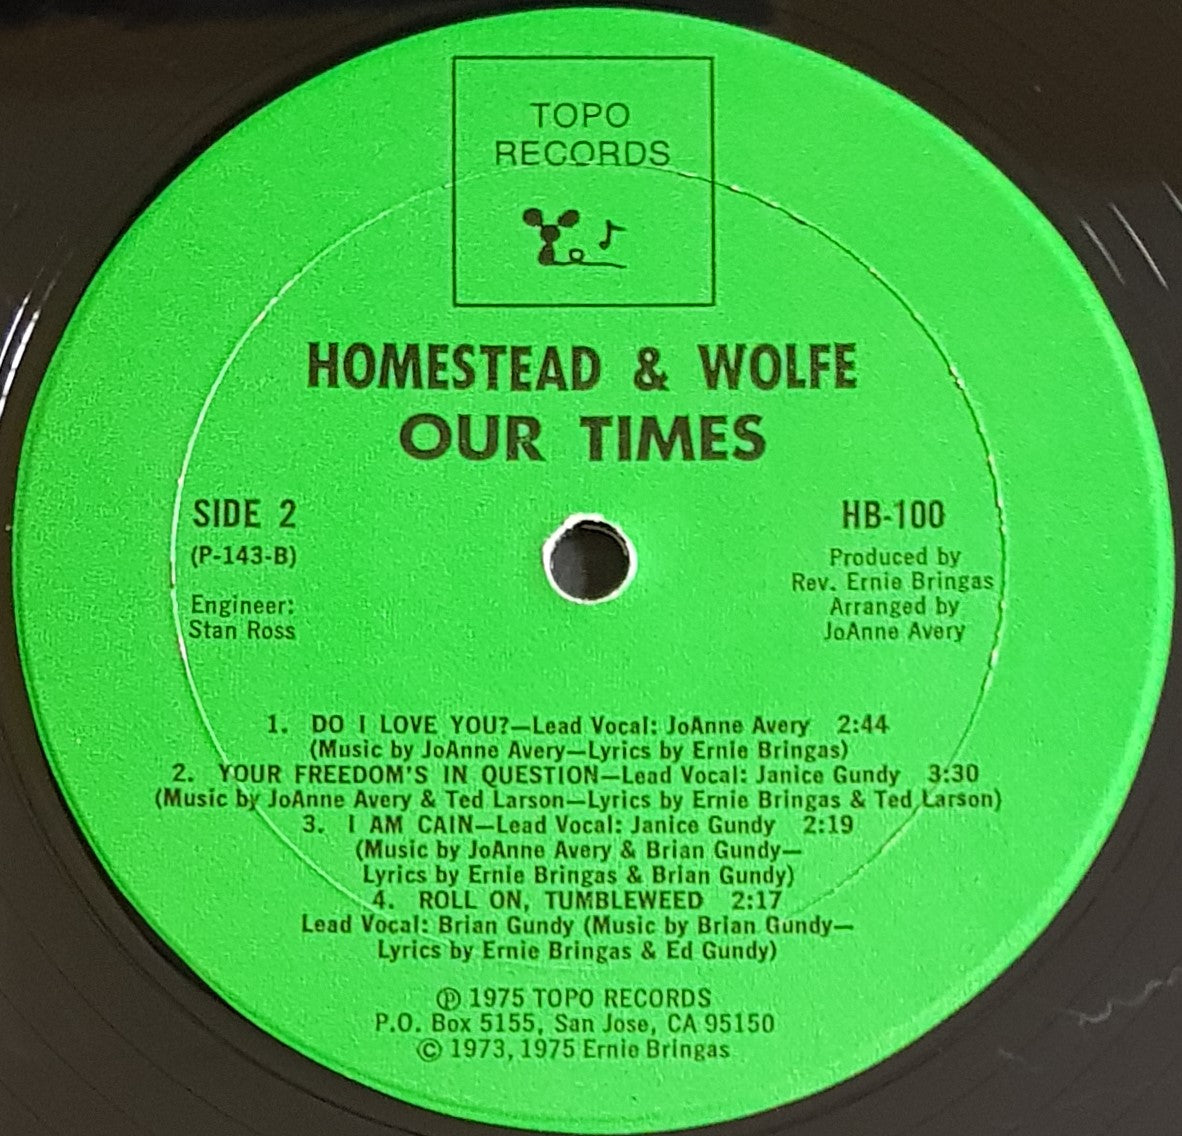 TOPO
RECORDS
HOMESTEAD & WOLFE
OUR TIMES
SIDE 2
(P-143-B)
Engineer:
Stan Ross
HB-100
Produced by
Rev. Ernie Bringas
Arranged by
JoAnne Avery
1. DO I LOVE YOU?—Lead Vocal: JoAnne Avery 2:44
(Music by JoAnne Avery—Lyrics by Ernie Bringas)
2. YOUR FREEDOM'S IN QUESTION—Lead Vocal: Janice Gundy 3:30
(Music by JoAnne Avery & Ted Larson—Lyrics by Ernie Bringas & Ted Larson)
3. I AM CAIN—Lead Vocal: Janice Gundy 2:19
(Music by JoAnne Avery & Brian Gundy—
Lyrics by Ernie Bringas & Brian Gundy)
4. ROLL ON, TUMBLEWEED 2:17
Lead Vocal: Brian Gundy (Music by Brian Gundy—
Lyrics by Ernie Bringas & Ed Gundy)
℗ 1975 TOPO RECORDS
P.O. Box 5155, San Jose, CA 95150
© 1973, 1975 Ernie Bringas